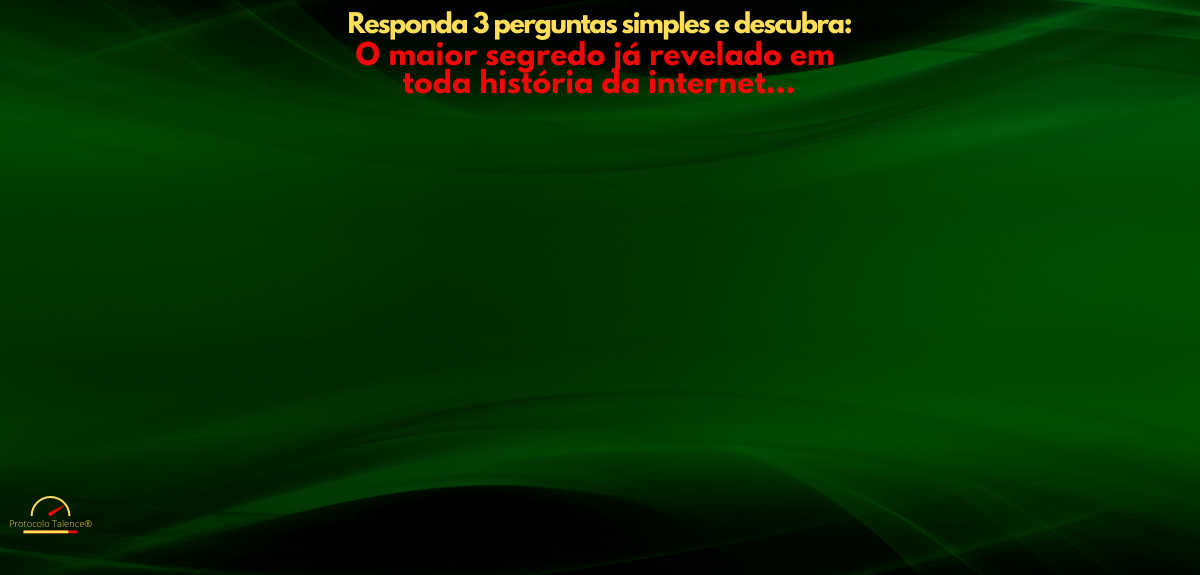 Responda 3 perguntas simples e descubra:
O maior segredo já revelado em
toda história da internet...
Protocolo Talence®